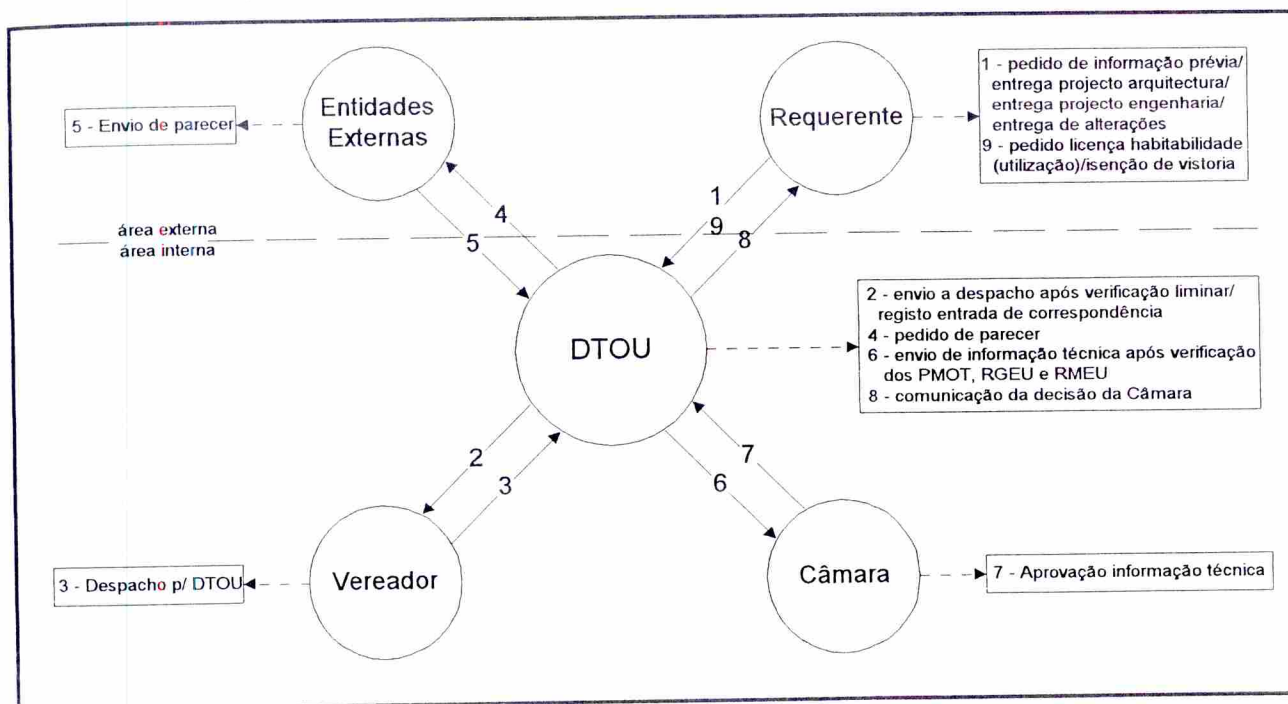 Entidades
Externas
Requerente
1 - pedido de informação prévia/
entrega projecto arquitectura/
entrega projecto engenharia/
entrega de alterações
9 - pedido licença habitabilidade
(utilização)/isenção de vistoria
5 - Envio de parecer
1
9
4
5
8
área externa
área interna
DTOU
2 - envio a despacho após verificação liminar/
registo entrada de correspondência
4 - pedido de parecer
6 - envio de informação técnica após verificação
dos PMOT, RGEU e RMEU
8 - comunicação da decisão da Câmara
2
3
7
6
3 - Despacho p/ DTOU
Vereador
Câmara
7 - Aprovação informação técnica